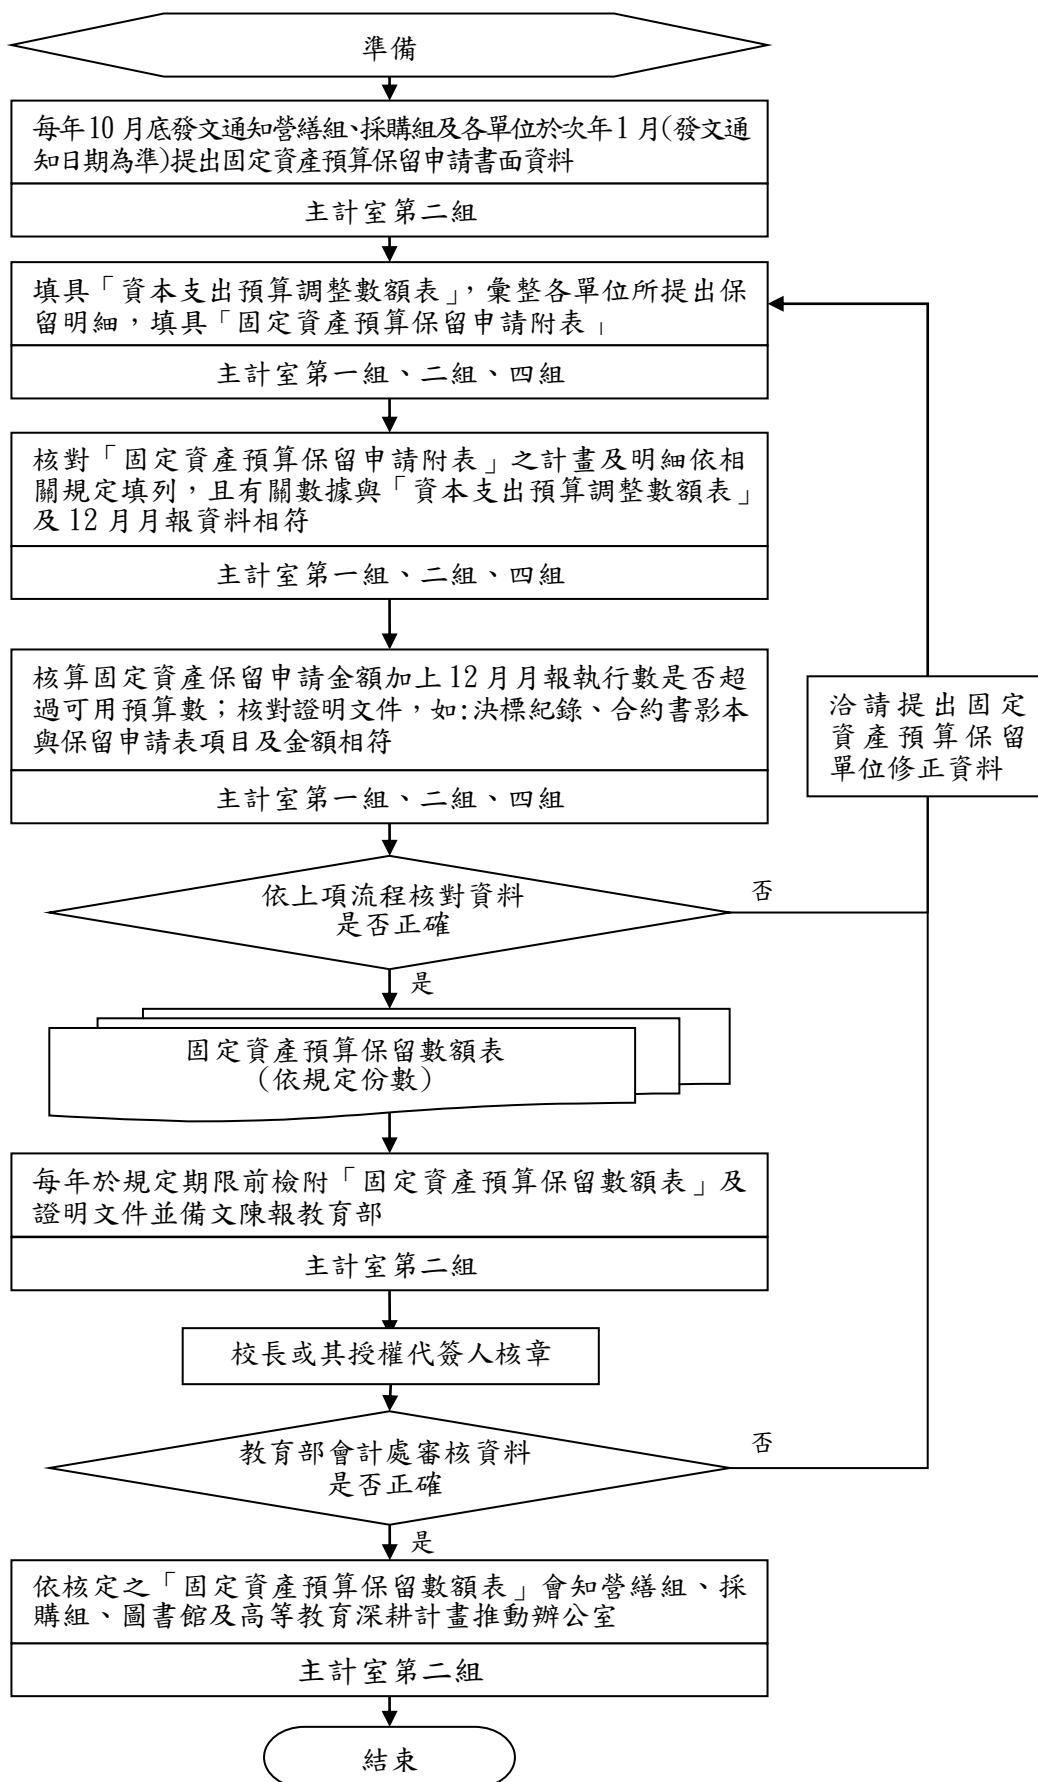 準備
每年10月底發文通知營繕組、採購組及各單位於次年1月(發文通
知日期為準)提出固定資產預算保留申請書面資料
主計室第二組
填具「資本支出預算調整數額表」，彙整各單位所提出保
留明細，填具「固定資產預算保留申請附表」
主計室第一組、二組、四組
核對「固定資產預算保留申請附表」之計畫及明細依相
關規定填列，且有關數據與「資本支出預算調整數額表」
及12月月報資料相符
主計室第一組、二組、四組
核算固定資產保留申請金額加上12月月報執行數是否超
過可用預算數；核對證明文件，如:決標紀錄、合約書影本
與保留申請表項目及金額相符
主計室第一組、二組、四組
洽請提出固定
資產預算保留
單位修正資料
依上項流程核對資料
是否正確
否
是
固定資產預算保留數額表
(依規定份數)
每年於規定期限前檢附「固定資產預算保留數額表」及
證明文件並備文陳報教育部
主計室第二組
校長或其授權代簽人核章
教育部會計處審核資料
是否正確
否
是
依核定之「固定資產預算保留數額表」會知營繕組、採
購組、圖書館及高等教育深耕計畫推動辦公室
主計室第二組
結束